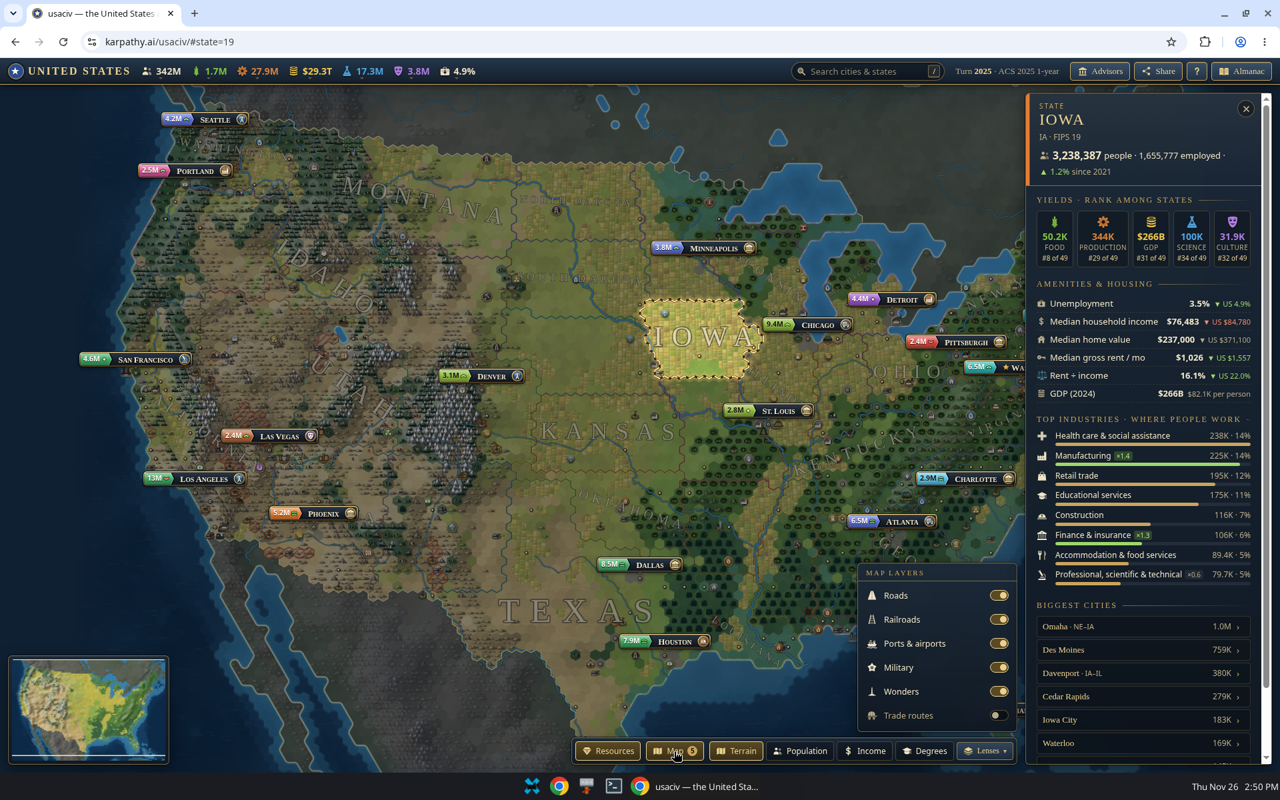 usaciv — the United States
karpathy.ai/usaciv/#state=19
UNITED STATES 342M 1.7M 27.9M $29.3T 17.3M 3.8M 4.9% Search cities & states / Turn 2025 · ACS 2025 1-year Advisors Share ? Almanac
4.2M SEATTLE
2.5M PORTLAND
MONTANA
IDAHO
3.8M MINNEAPOLIS
4.4M DETROIT
IOWA
9.4M CHICAGO
2.4M PITTSBURGH
4.6M SAN FRANCISCO
UTAH
3.1M DENVER
OHIO
6.5M WA
2.8M ST. LOUIS
KANSAS
KENTUCKY
2.4M LAS VEGAS
13M LOS ANGELES
2.9M CHARLOTTE
5.2M PHOENIX
6.5M ATLANTA
8.5M DALLAS
TEXAS
7.9M HOUSTON
MAP LAYERS
Roads
Railroads
Ports & airports
Military
Wonders
Trade routes
Resources Map 5 Terrain Population Income Degrees Lenses
STATE
IOWA
IA · FIPS 19
3,238,387 people · 1,655,777 employed ·
▲ 1.2% since 2021
YIELDS · RANK AMONG STATES
50.2K 344K $266B 100K 31.9K
FOOD PRODUCTION GDP SCIENCE CULTURE
#8 of 49 #29 of 49 #31 of 49 #34 of 49 #32 of 49
AMENITIES & HOUSING
Unemployment 3.5% ▼ US 4.9%
Median household income $76,483 ▼ US $84,780
Median home value $237,000 ▼ US $371,100
Median gross rent / mo $1,026 ▼ US $1,557
Rent ÷ income 16.1% ▼ US 22.0%
GDP (2024) $266B $82.1K per person
TOP INDUSTRIES · WHERE PEOPLE WORK
Health care & social assistance 238K · 14%
Manufacturing ×1.4 225K · 14%
Retail trade 195K · 12%
Educational services 175K · 11%
Construction 116K · 7%
Finance & insurance ×1.3 106K · 6%
Accommodation & food services 89.4K · 5%
Professional, scientific & technical ×0.6 79.7K · 5%
BIGGEST CITIES
Omaha · NE-IA 1.0M ›
Des Moines 759K ›
Davenport · IA-IL 380K ›
Cedar Rapids 279K ›
Iowa City 183K ›
Waterloo 169K ›
usaciv — the United Sta... Thu Nov 26 2:50 PM